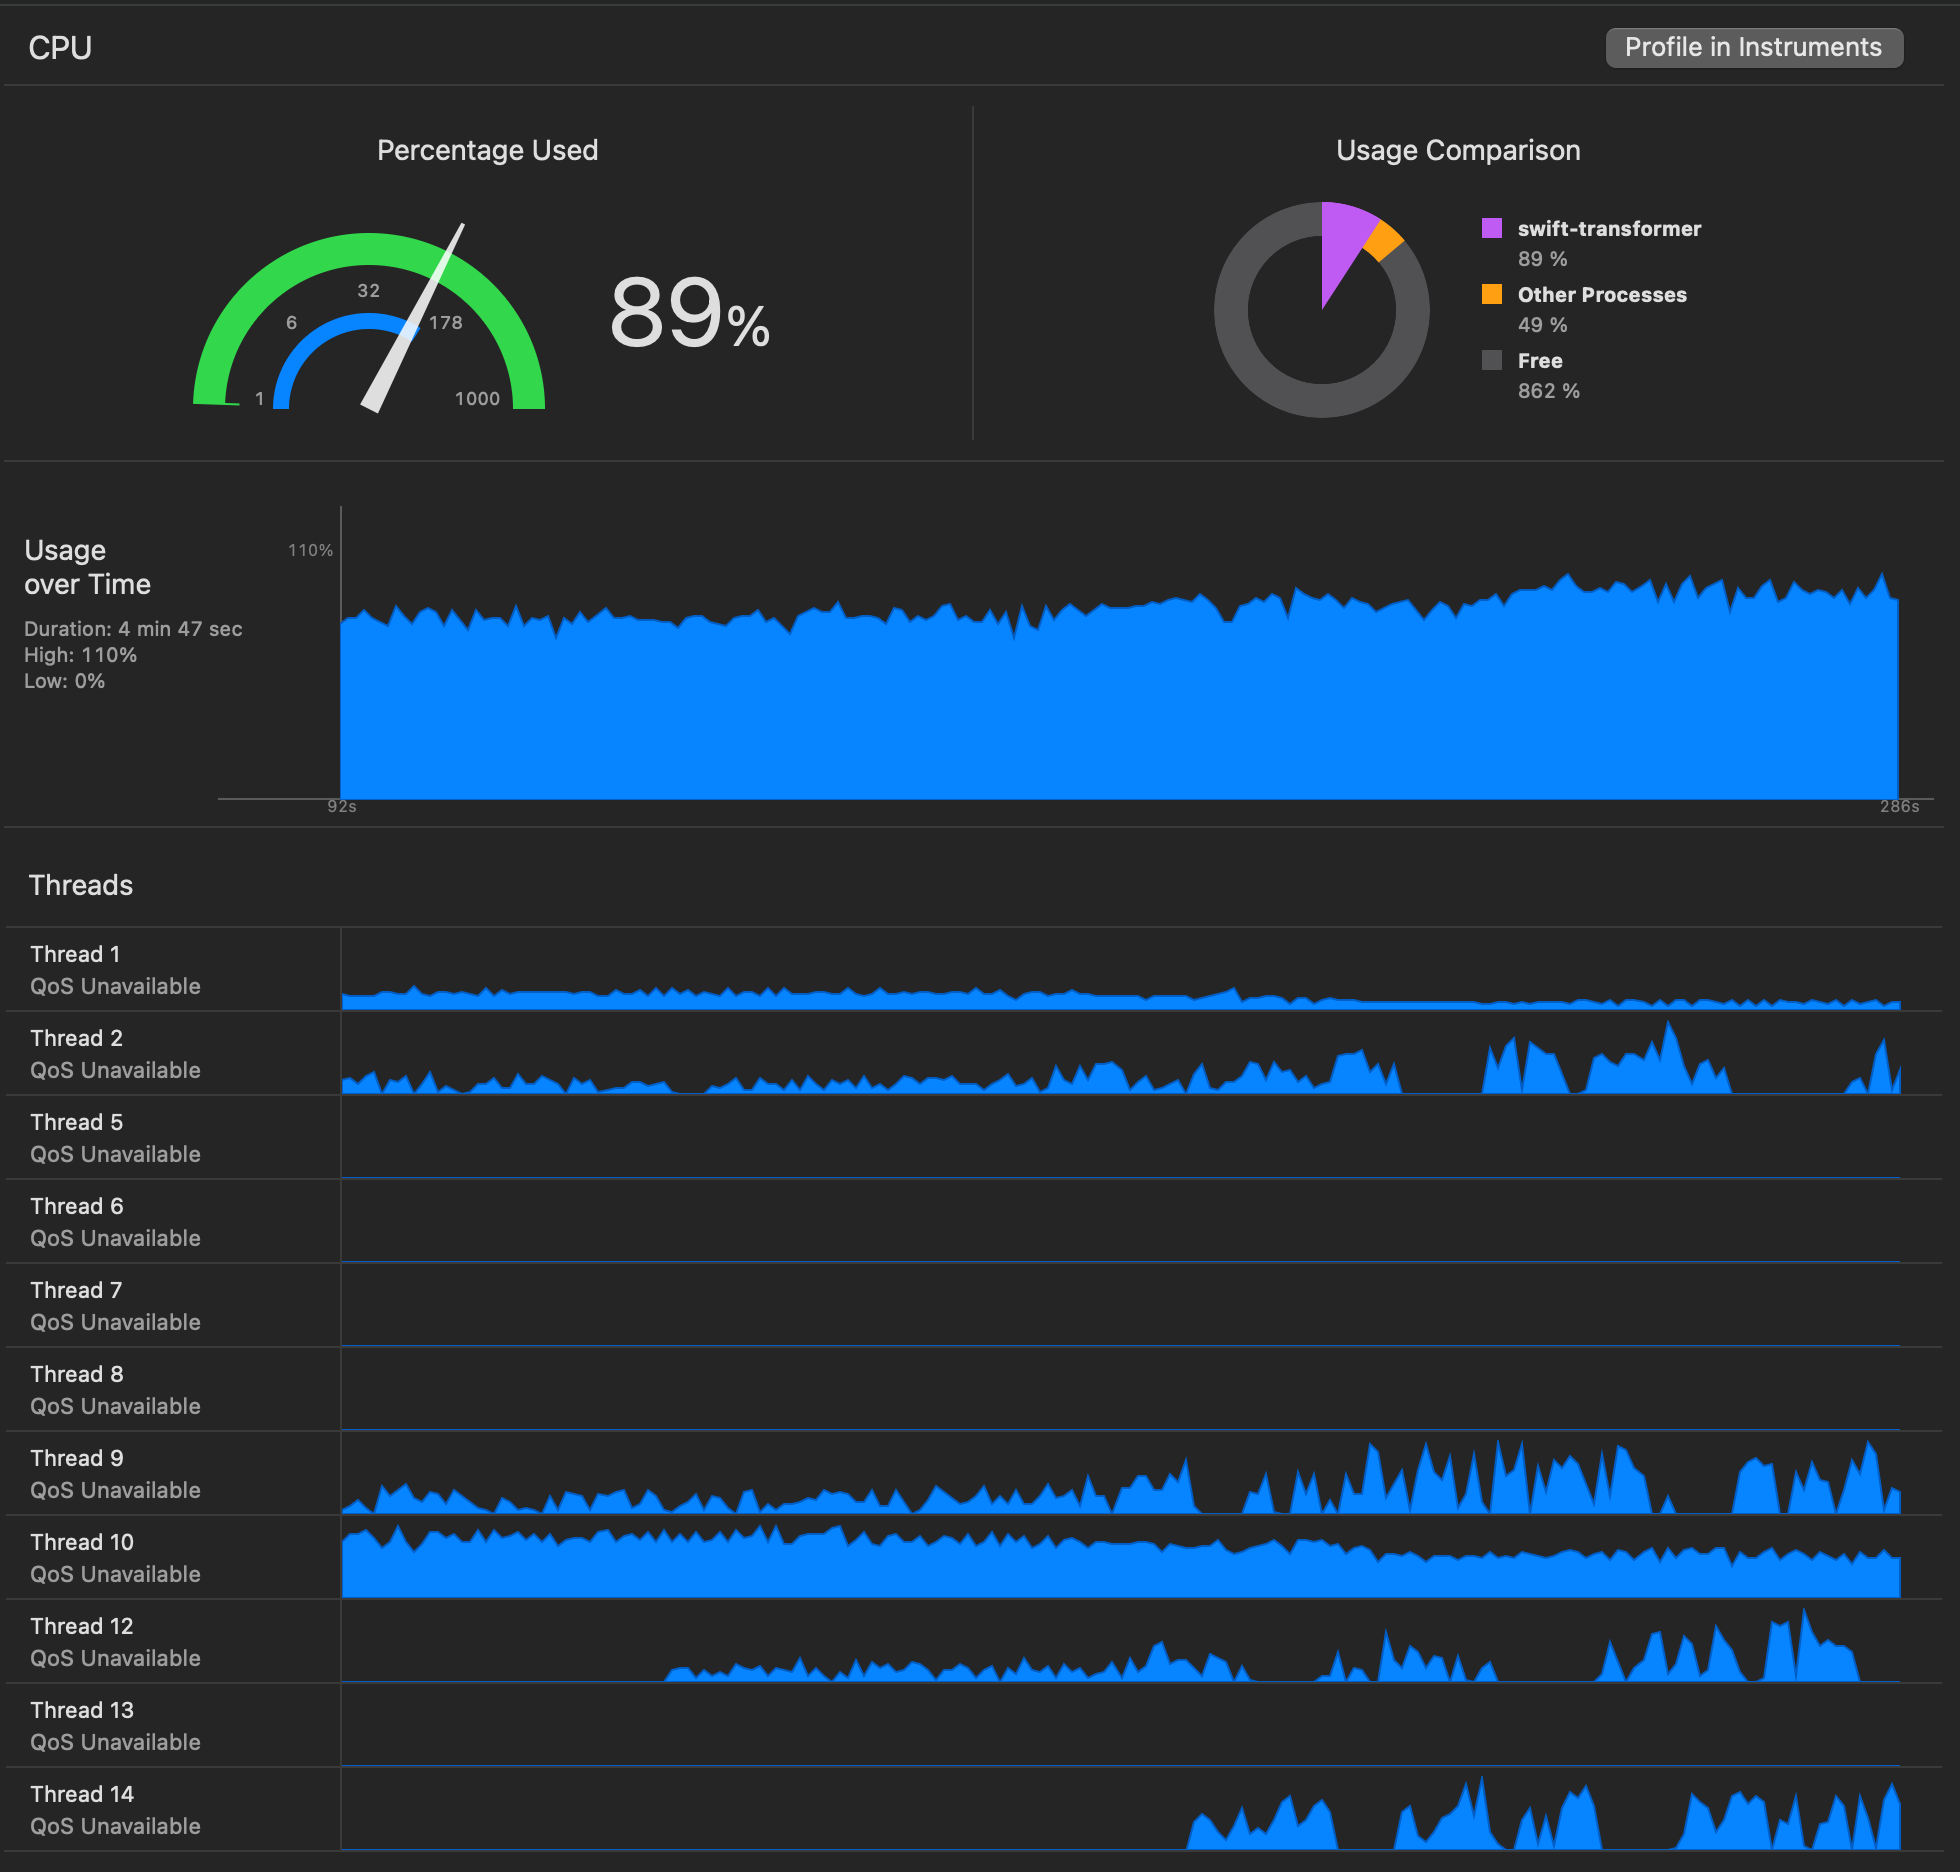 CPU
Profile in Instruments
Percentage Used
Usage Comparison
1
6
32
178
1000
89%
swift-transformer
89 %
Other Processes
49 %
Free
862 %
Usage
over Time
Duration: 4 min 47 sec
High: 110%
Low: 0%
110%
92s
286s
Threads
Thread 1
QoS Unavailable
Thread 2
QoS Unavailable
Thread 5
QoS Unavailable
Thread 6
QoS Unavailable
Thread 7
QoS Unavailable
Thread 8
QoS Unavailable
Thread 9
QoS Unavailable
Thread 10
QoS Unavailable
Thread 12
QoS Unavailable
Thread 13
QoS Unavailable
Thread 14
QoS Unavailable